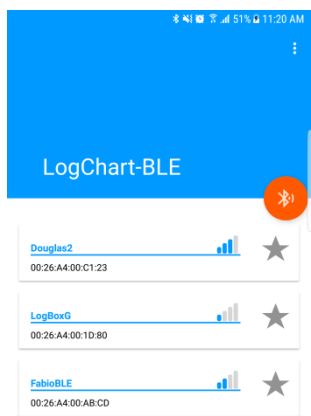 51% 11:20 AM
LogChart-BLE
Douglas2
00:26:A4:00:C1:23
LogBoxG
00:26:A4:00:1D:80
FabioBLE
00:26:A4:00:AB:CD